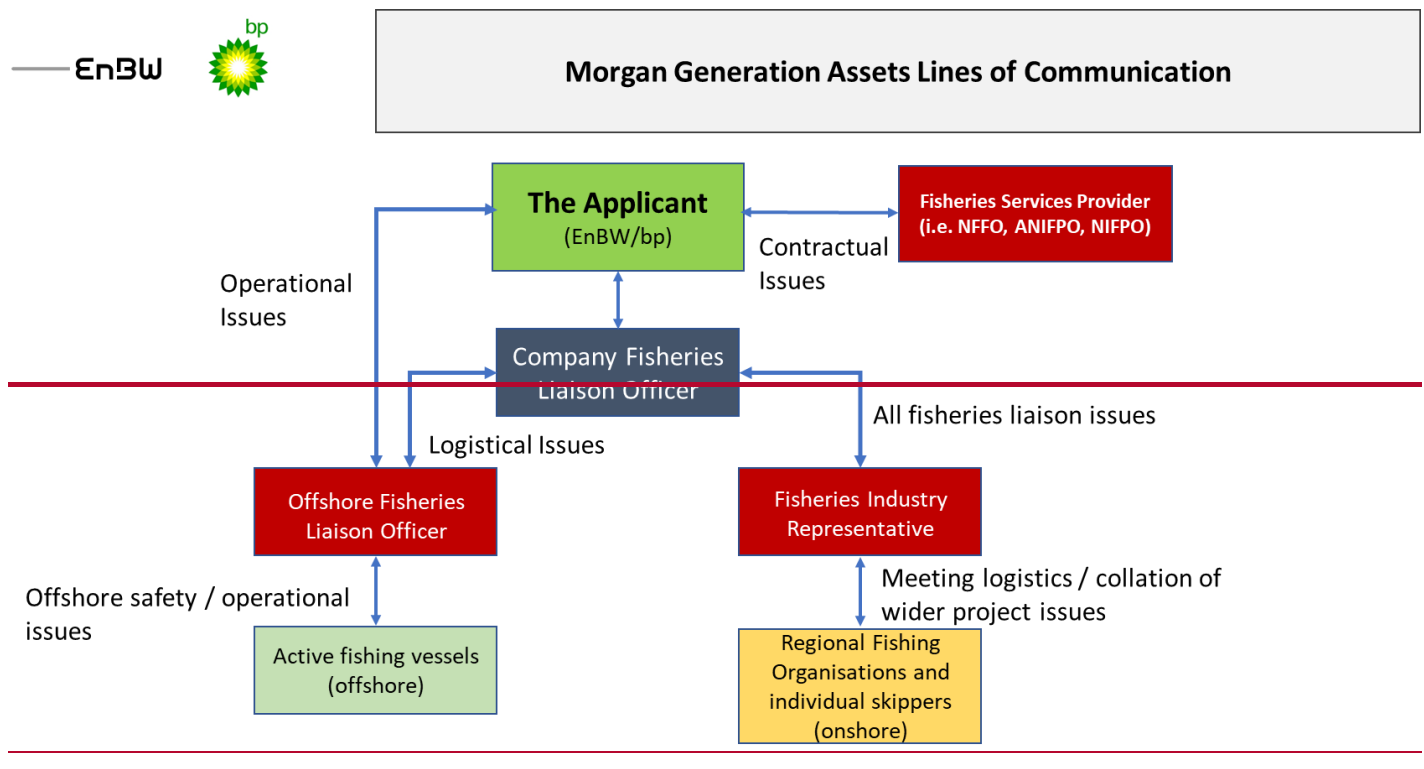 bp
EnBW
Morgan Generation Assets Lines of Communication
The Applicant
(EnBW/bp)
Fisheries Services Provider
(i.e. NFFO, ANIFPO, NIFPO)
Contractual
Issues
Operational
Issues
Company Fisheries
Liaison Officer
All fisheries liaison issues
Logistical Issues
Offshore Fisheries
Liaison Officer
Fisheries Industry
Representative
Offshore safety / operational
issues
Meeting logistics / collation of
wider project issues
Active fishing vessels
(offshore)
Regional Fishing
Organisations and
individual skippers
(onshore)